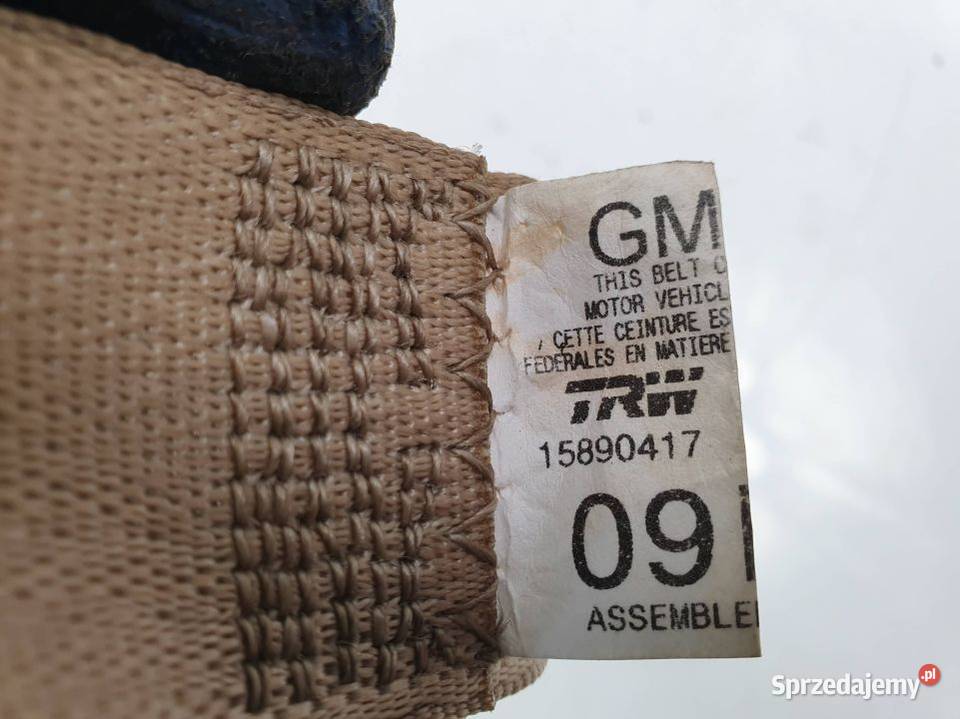 GM
THIS BELT C
MOTOR VEHICL
, CETTE CEINTURE ES
FEDERALES EN MATIERE
TRW
15890417
09
ASSEMBLE
Sprzedajemy.pl